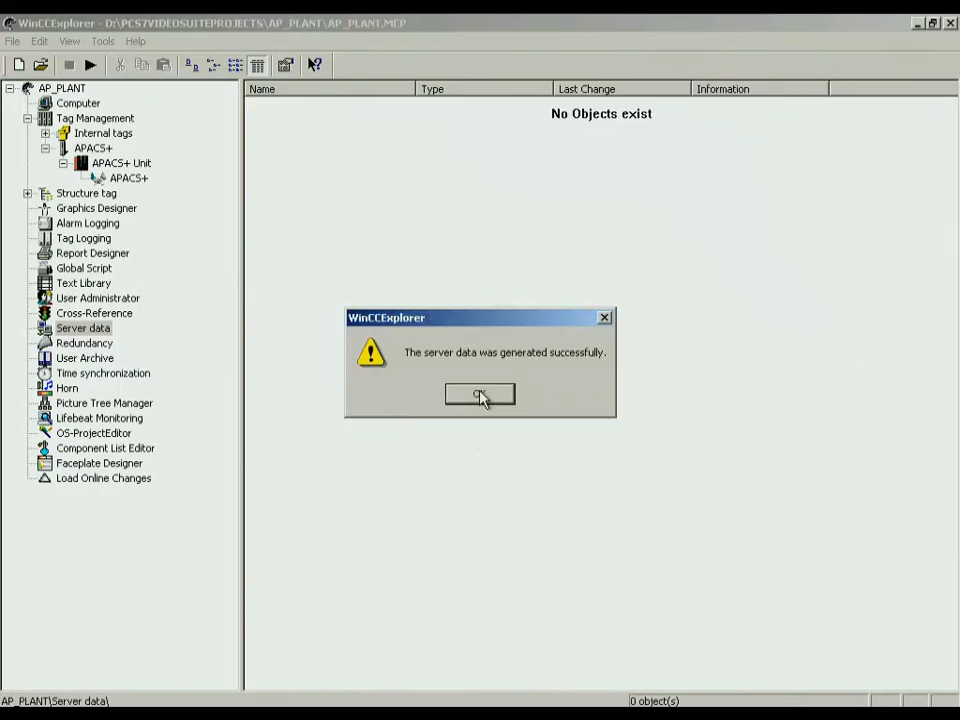 WinCCExplorer - D:\PCS7VIDEOSUITEPROJECTS\AP_PLANT\AP_PLANT.MCP
File Edit View Tools Help
AP_PLANT
Computer
Tag Management
Internal tags
APACS+
APACS+ Unit
APACS+
Structure tag
Graphics Designer
Alarm Logging
Tag Logging
Report Designer
Global Script
Text Library
User Administrator
Cross-Reference
Server data
Redundancy
User Archive
Time synchronization
Horn
Picture Tree Manager
Lifebeat Monitoring
OS-ProjectEditor
Component List Editor
Faceplate Designer
Load Online Changes
Name Type Last Change Information
No Objects exist
WinCCExplorer
The server data was generated successfully.
AP_PLANT\Server data\ 0 object(s)